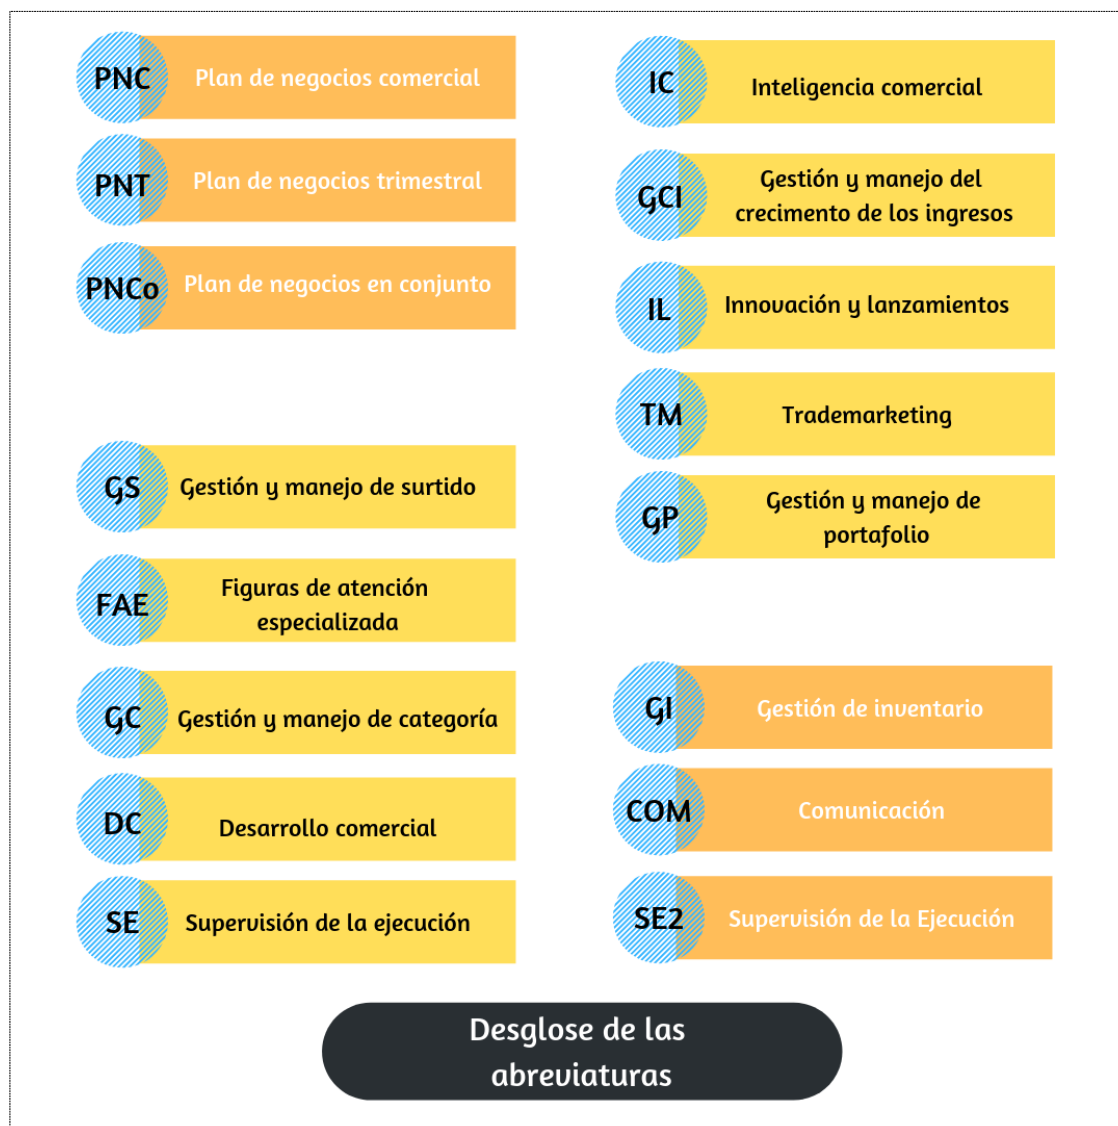 PNC Plan de negocios comercial
PNT Plan de negocios trimestral
PNCo Plan de negocios en conjunto
GS Gestión y manejo de surtido
FAE Figuras de atención
especializada
GC Gestión y manejo de categoría
DC Desarrollo comercial
SE Supervisión de la ejecución
IC Inteligencia comercial
GCI Gestión y manejo del
crecimento de los ingresos
IL Innovación y lanzamientos
TM Trademarketing
GP Gestión y manejo de
portafolio
GI Gestión de inventario
COM Comunicación
SE2 Supervisión de la Ejecución
Desglose de las
abreviaturas